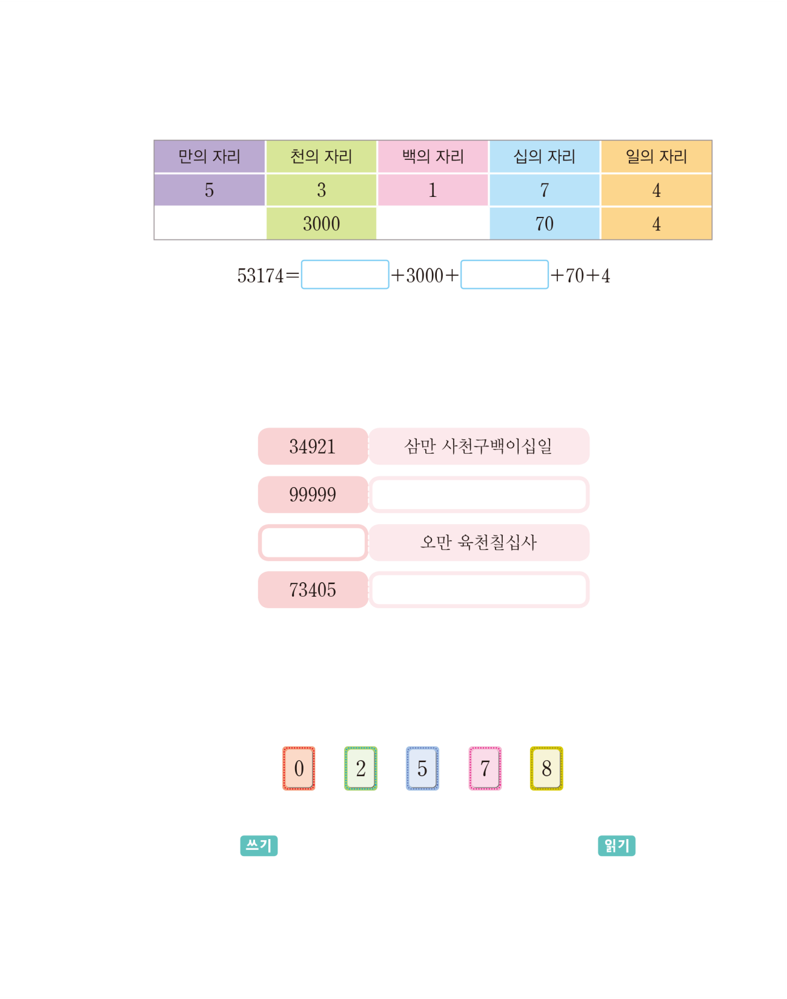 만의 자리 천의 자리 백의 자리 십의 자리 일의 자리
5 3 1 7 4
3000 70 4
53174= +3000+ +70+4
34921 삼만 사천구백이십일
99999
오만 육천칠십사
73405
0 2 5 7 8
쓰기 읽기